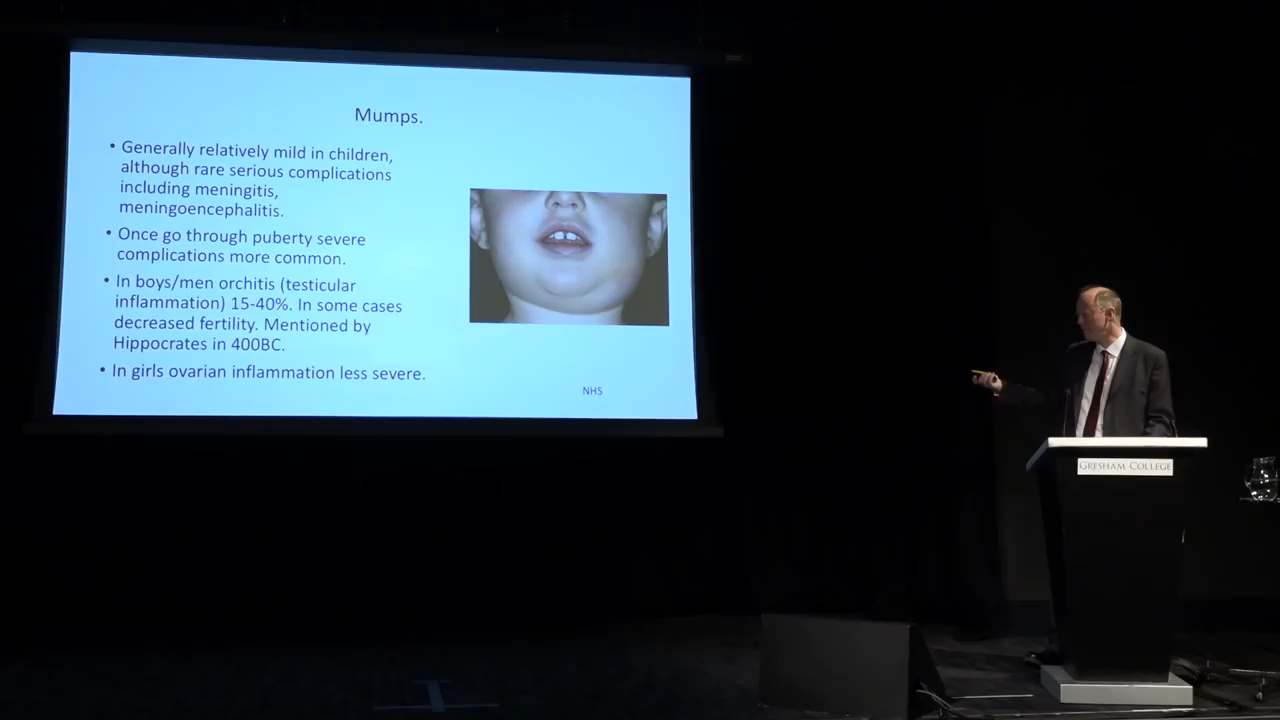 Mumps.
• Generally relatively mild in children,
although rare serious complications
including meningitis,
meningoencephalitis.
• Once go through puberty severe
complications more common.
• In boys/men orchitis (testicular
inflammation) 15-40%. In some cases
decreased fertility. Mentioned by
Hippocrates in 400BC.
• In girls ovarian inflammation less severe.
NHS
GRESHAM COLLEGE